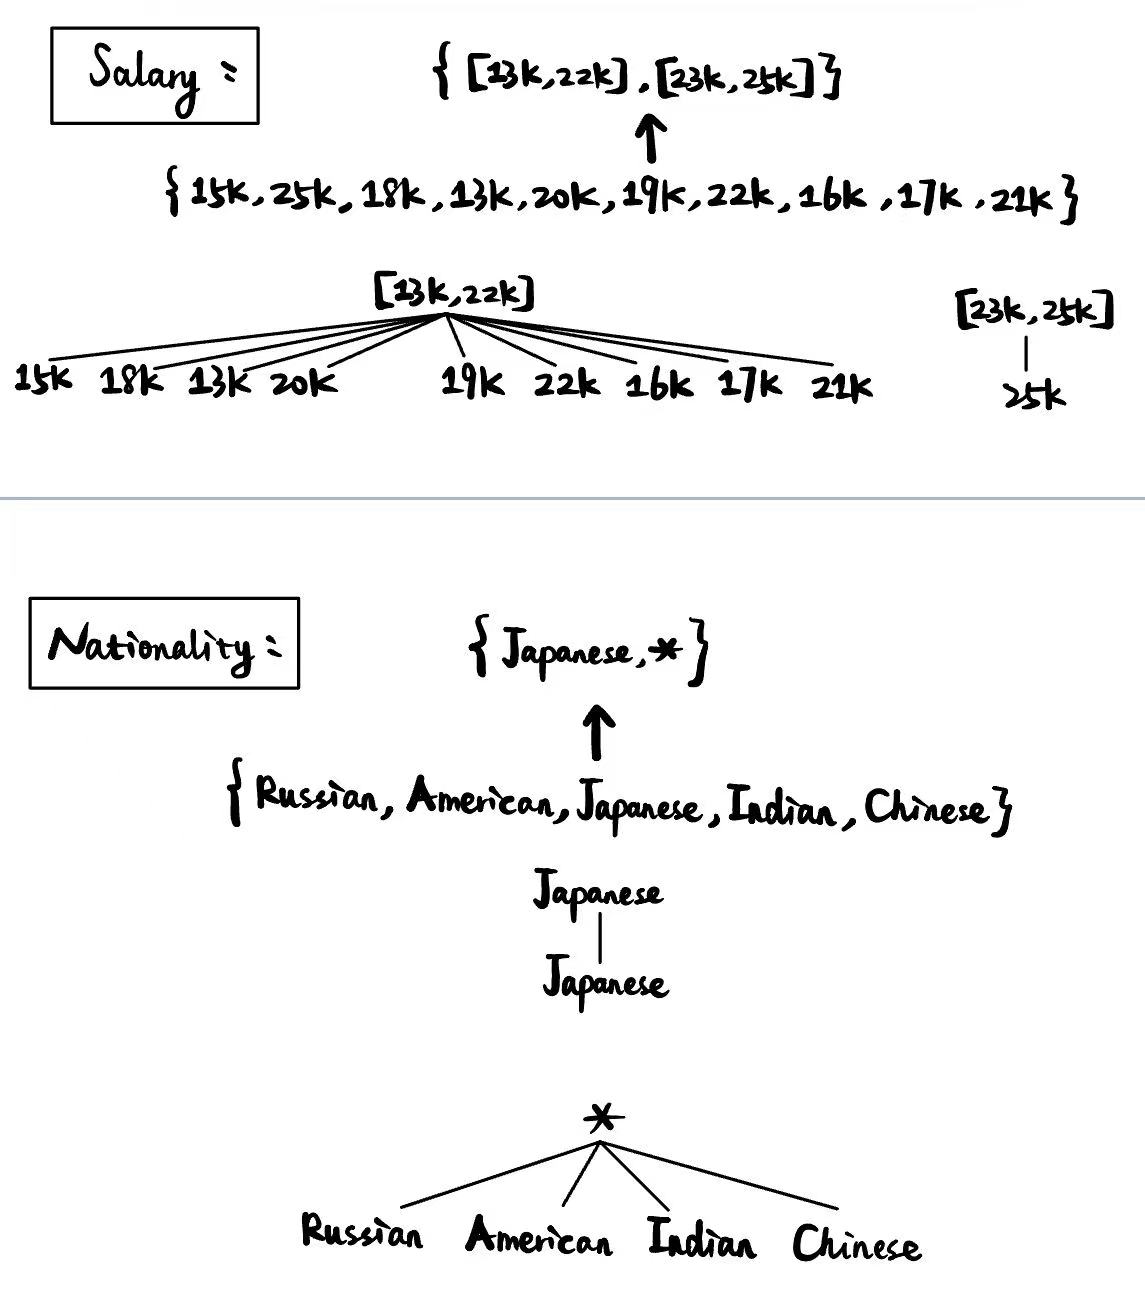 Salary :
{ [13k,22k] , [23k,25k] }
↑
{ 15k, 25k, 18k, 13k, 20k, 19k, 22k, 16k, 17k, 21k }
[13k,22k]
[23k,25k]
15k 18k 13k 20k 19k 22k 16k 17k 21k
25k
Nationality :
{ Japanese, * }
↑
{ Russian, American, Japanese, Indian, Chinese }
Japanese
Japanese
*
Russian American Indian Chinese